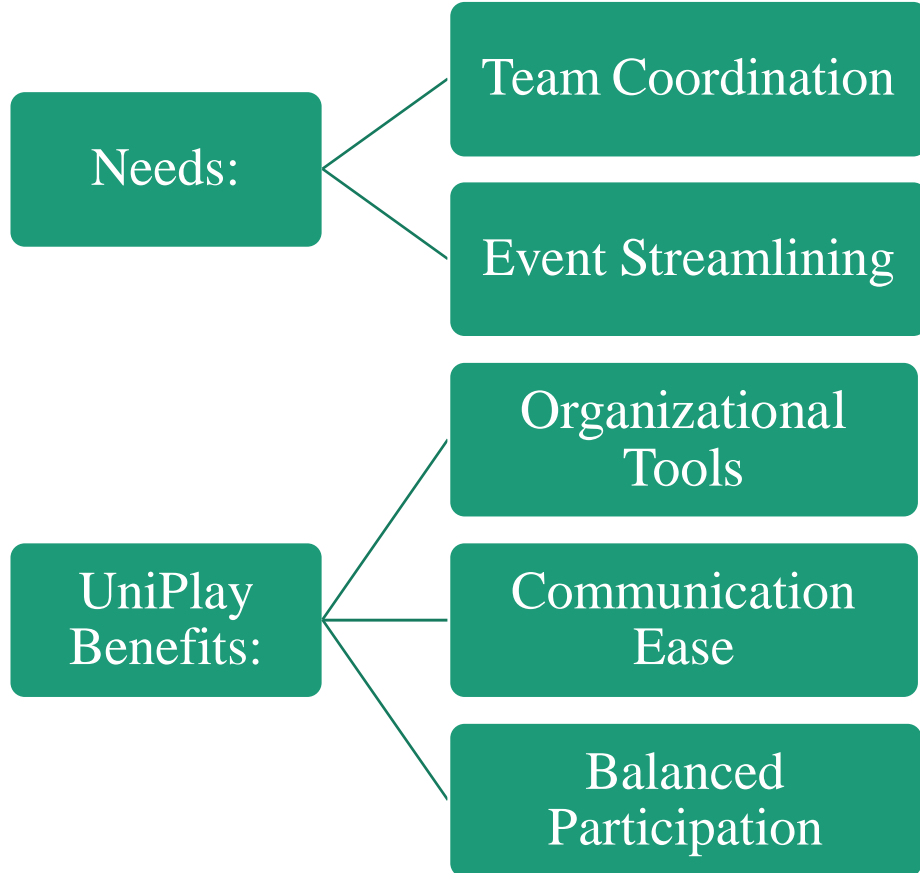 Needs:
Team Coordination
Event Streamlining
UniPlay
Benefits:
Organizational
Tools
Communication
Ease
Balanced
Participation